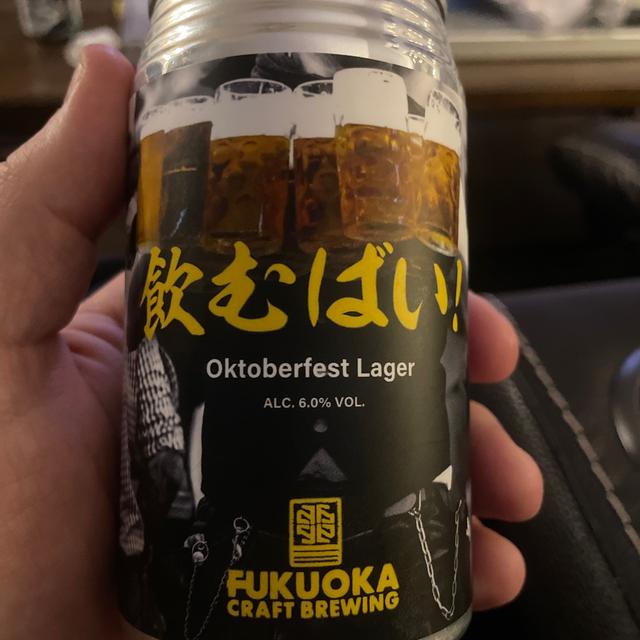 飲むばい!
Oktoberfest Lager
ALC. 6.0% VOL.
FUKUOKA
CRAFT BREWING